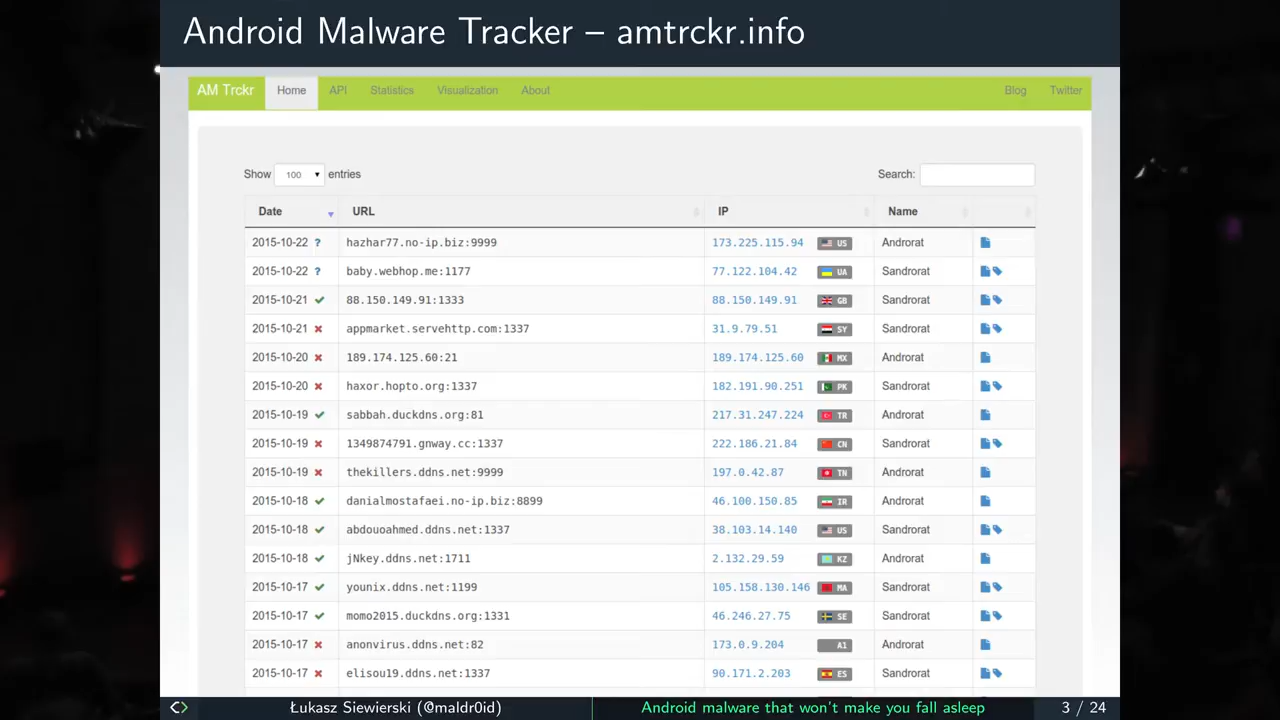 Android Malware Tracker – amtrckr.info
AM Trckr Home API Statistics Visualization About Blog Twitter
Show 100 entries Search:
Date URL IP Name
2015-10-22 ? hazhar77.no-ip.biz:9999 173.225.115.94 US Androrat
2015-10-22 ? baby.webhop.me:1177 77.122.104.42 UA Sandrorat
2015-10-21 ✔ 88.150.149.91:1333 88.150.149.91 GB Sandrorat
2015-10-21 ✖ appmarket.servehttp.com:1337 31.9.79.51 SY Sandrorat
2015-10-20 ✖ 189.174.125.60:21 189.174.125.60 MX Androrat
2015-10-20 ✖ haxor.hopto.org:1337 182.191.90.251 PK Sandrorat
2015-10-19 ✔ sabbah.duckdns.org:81 217.31.247.224 TR Androrat
2015-10-19 ✖ 1349874791.gnway.cc:1337 222.186.21.84 CN Sandrorat
2015-10-19 ✖ thekillers.ddns.net:9999 197.0.42.87 TN Androrat
2015-10-18 ✔ danialmostafaei.no-ip.biz:8899 46.100.150.85 IR Androrat
2015-10-18 ✔ abdouoahmed.ddns.net:1337 38.103.14.140 US Sandrorat
2015-10-18 ✔ jNkey.ddns.net:1711 2.132.29.59 KZ Androrat
2015-10-17 ✔ younix.ddns.net:1199 105.158.130.146 MA Sandrorat
2015-10-17 ✔ momo2015.duckdns.org:1331 46.246.27.75 SE Sandrorat
2015-10-17 ✖ anonvirus.ddns.net:82 173.0.9.204 A1 Androrat
2015-10-17 ✖ elisou19.ddns.net:1337 90.171.2.203 ES Sandrorat
Łukasz Siewierski (@maldr0id) Android malware that won't make you fall asleep 3 / 24